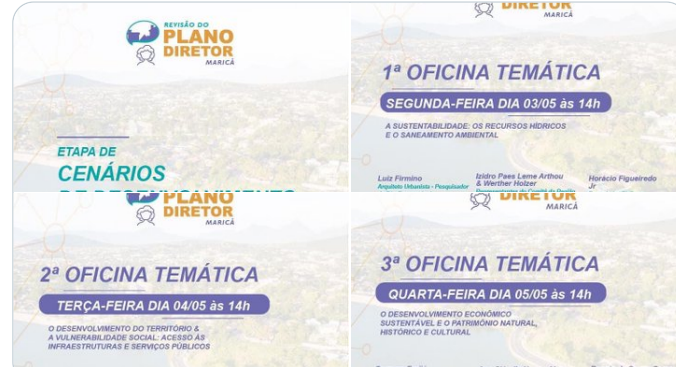 REVISÃO DO
PLANO
DIRETOR
MARICÁ
ETAPA DE
CENÁRIOS
DE DESENVOLVIMENTO
DIRETOR
MARICÁ
1ª OFICINA TEMÁTICA
SEGUNDA-FEIRA DIA 03/05 às 14h
A SUSTENTABILIDADE: OS RECURSOS HÍDRICOS
E O SANEAMENTO AMBIENTAL
Luiz Firmino
Arquiteto Urbanista - Pesquisador
Izidro Paes Leme Arthou
& Werther Holzer
Horácio Figueiredo
Jr
PLANO
DIRETOR
MARICÁ
2ª OFICINA TEMÁTICA
TERÇA-FEIRA DIA 04/05 às 14h
O DESENVOLVIMENTO DO TERRITÓRIO &
A VULNERABILIDADE SOCIAL: ACESSO ÀS
INFRAESTRUTURAS E SERVIÇOS PÚBLICOS
DIRETOR
MARICÁ
3ª OFICINA TEMÁTICA
QUARTA-FEIRA DIA 05/05 às 14h
O DESENVOLVIMENTO ECONÔMICO
SUSTENTÁVEL E O PATRIMÔNIO NATURAL,
HISTÓRICO E CULTURAL